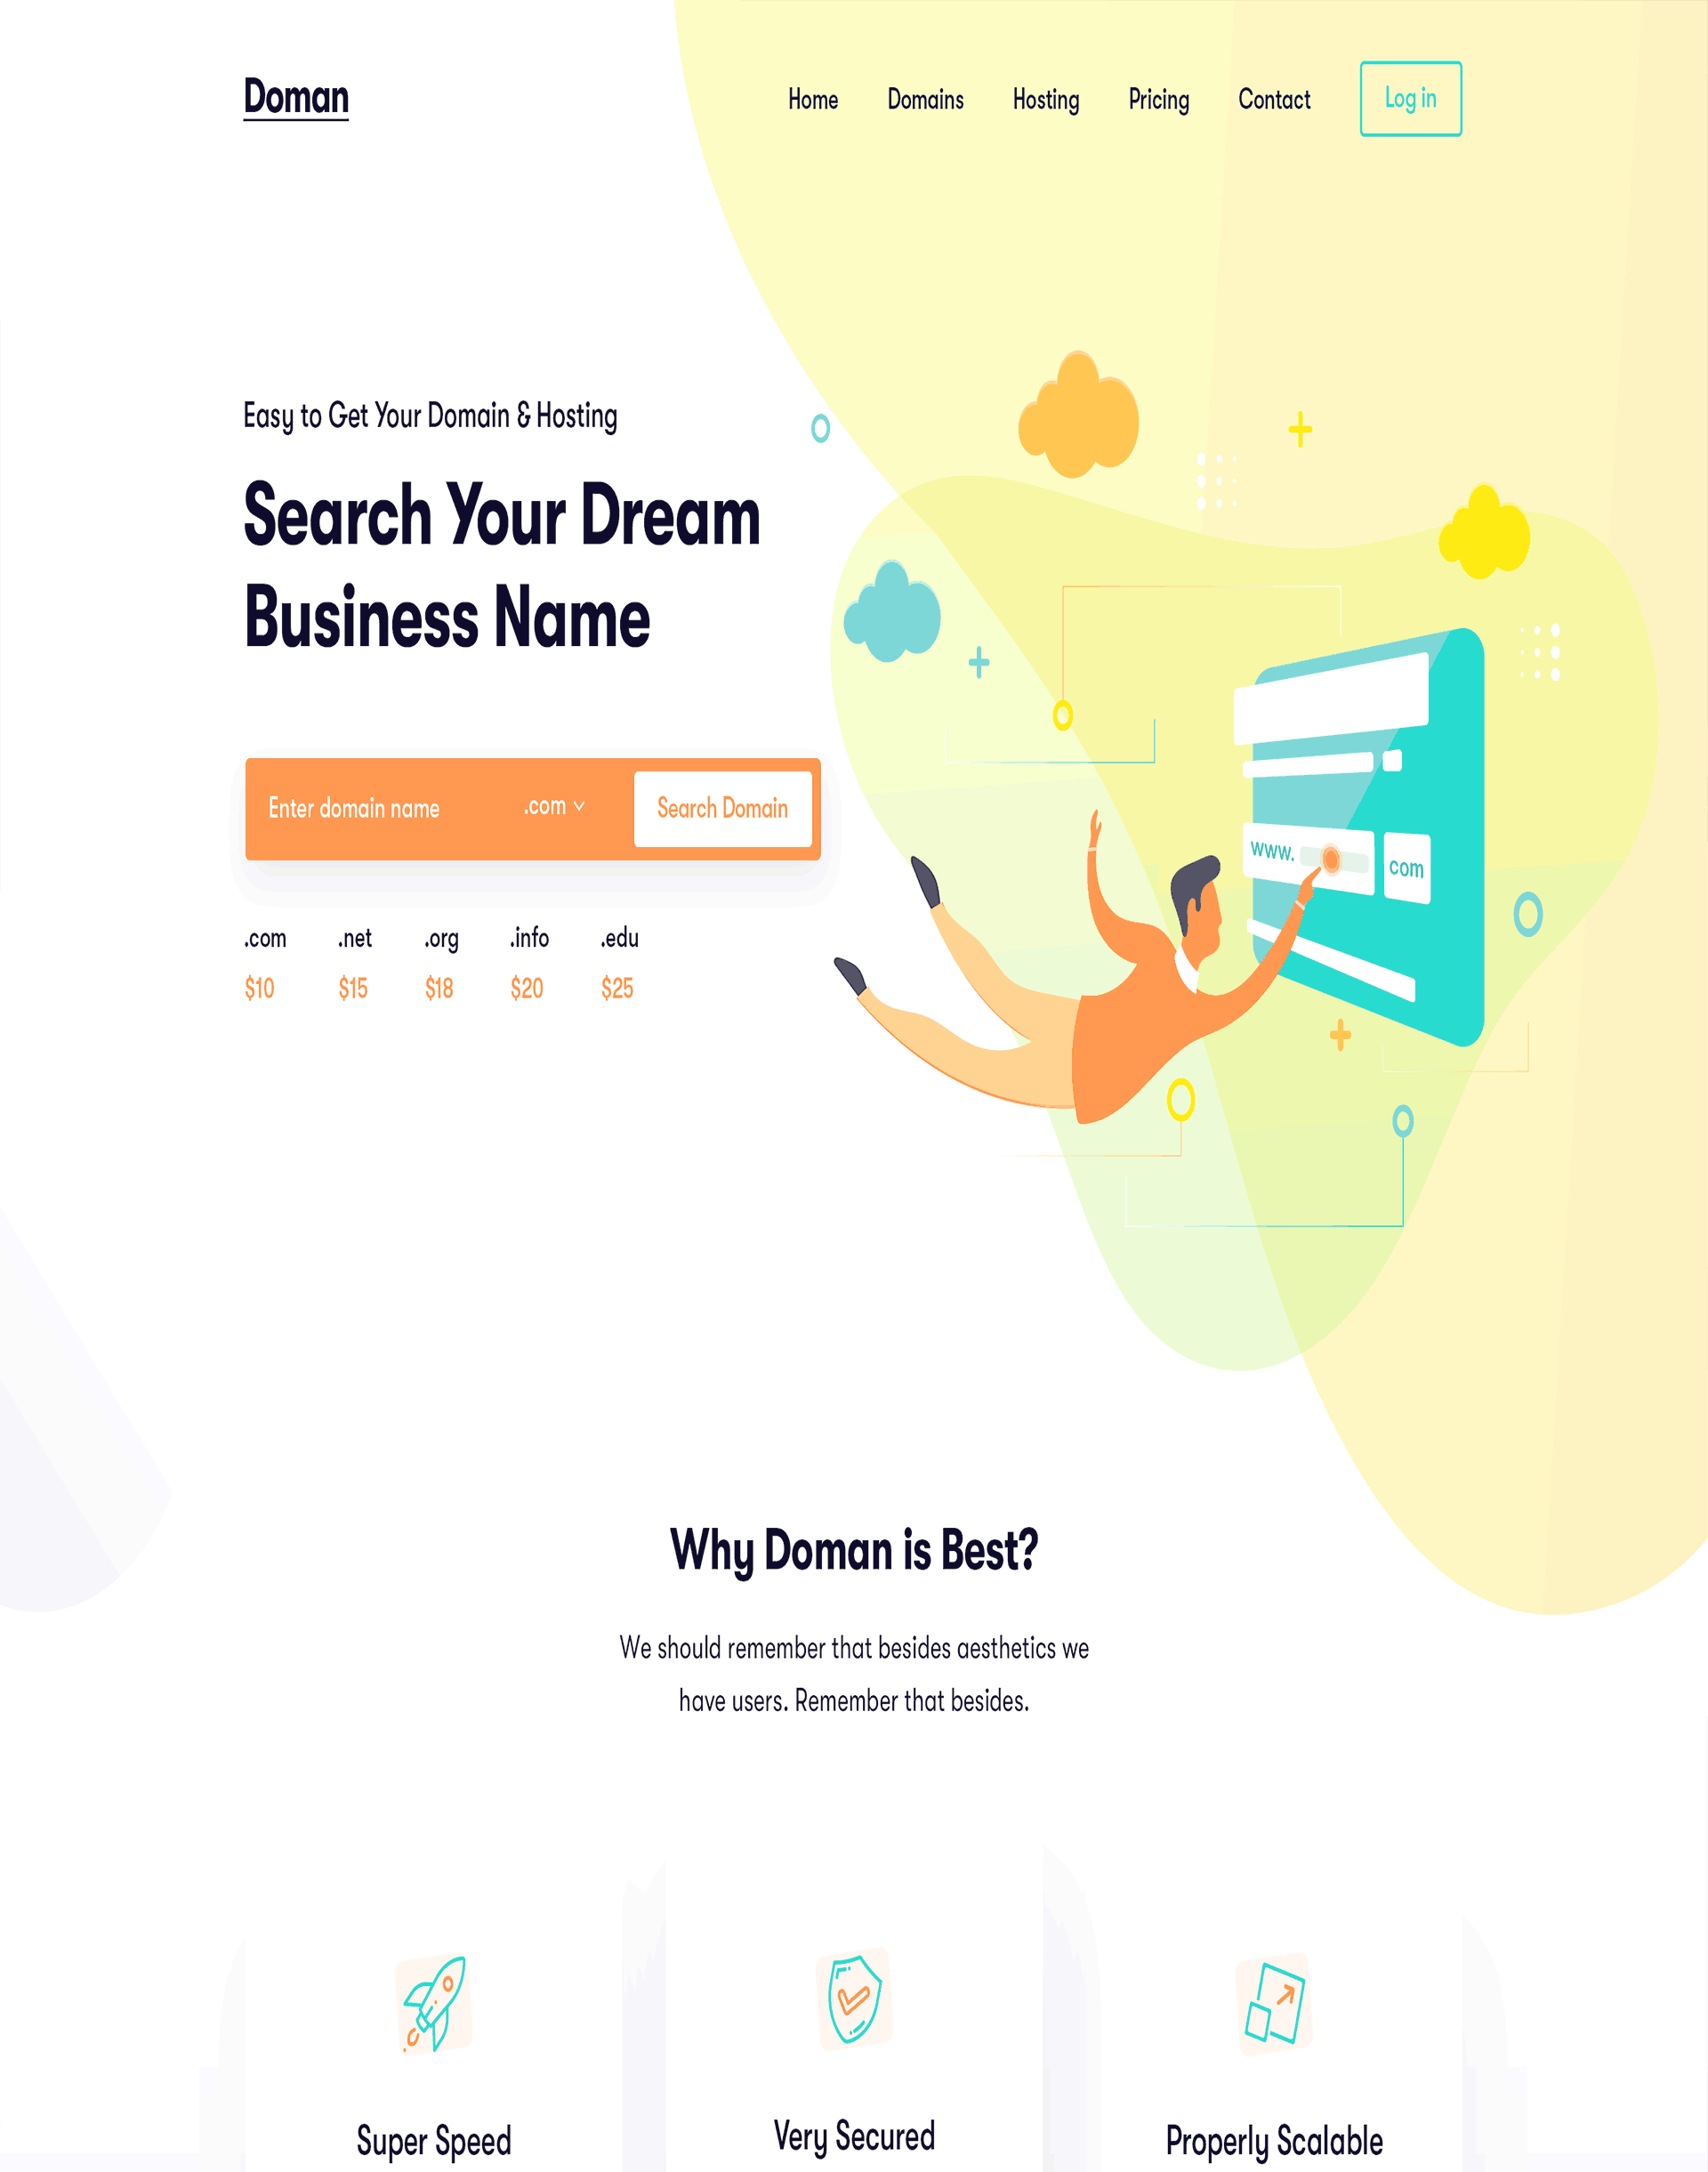 Doman
Home Domains Hosting Pricing Contact Log in
Easy to Get Your Domain & Hosting
Search Your Dream
Business Name
Enter domain name .com Search Domain
www. com
.com .net .org .info .edu
$10 $15 $18 $20 $25
Why Doman is Best?
We should remember that besides aesthetics we
have users. Remember that besides.
Super Speed Very Secured Properly Scalable